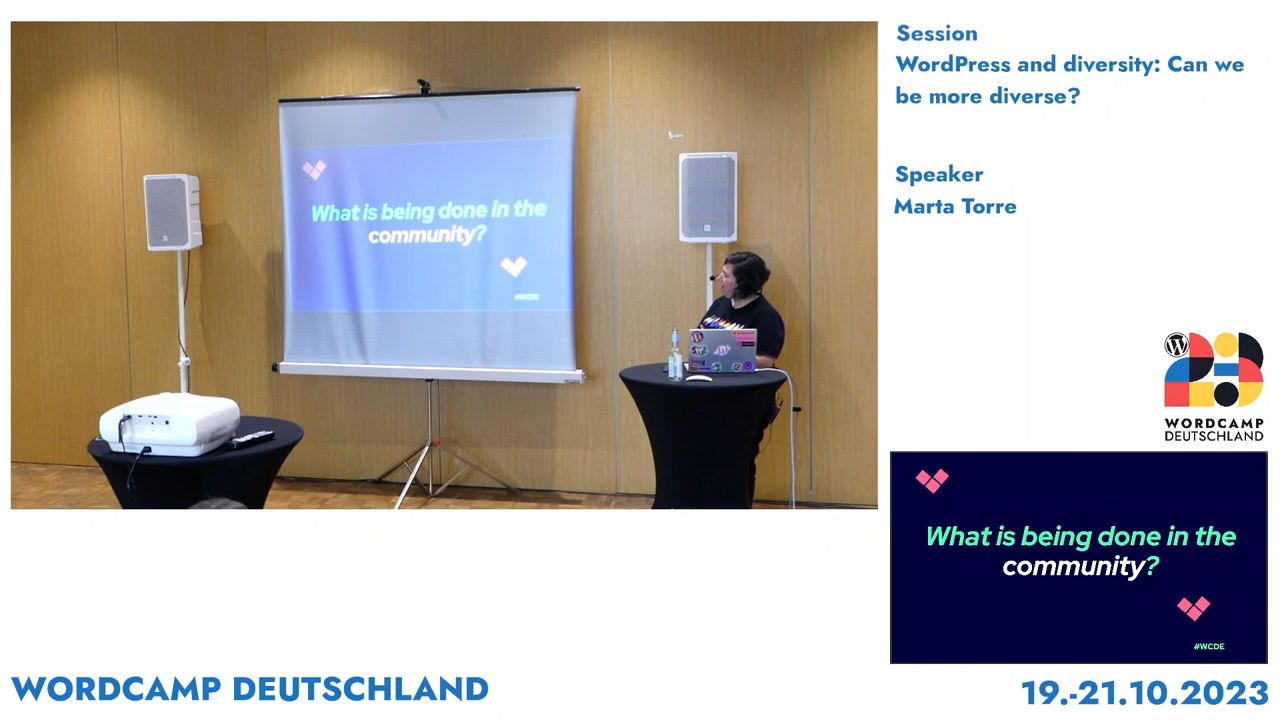 Session
WordPress and diversity: Can we
be more diverse?
Speaker
Marta Torre
What is being done in the
community?
#WCDE
WORDCAMP
DEUTSCHLAND
What is being done in the
community?
#WCDE
WORDCAMP DEUTSCHLAND
19.-21.10.2023